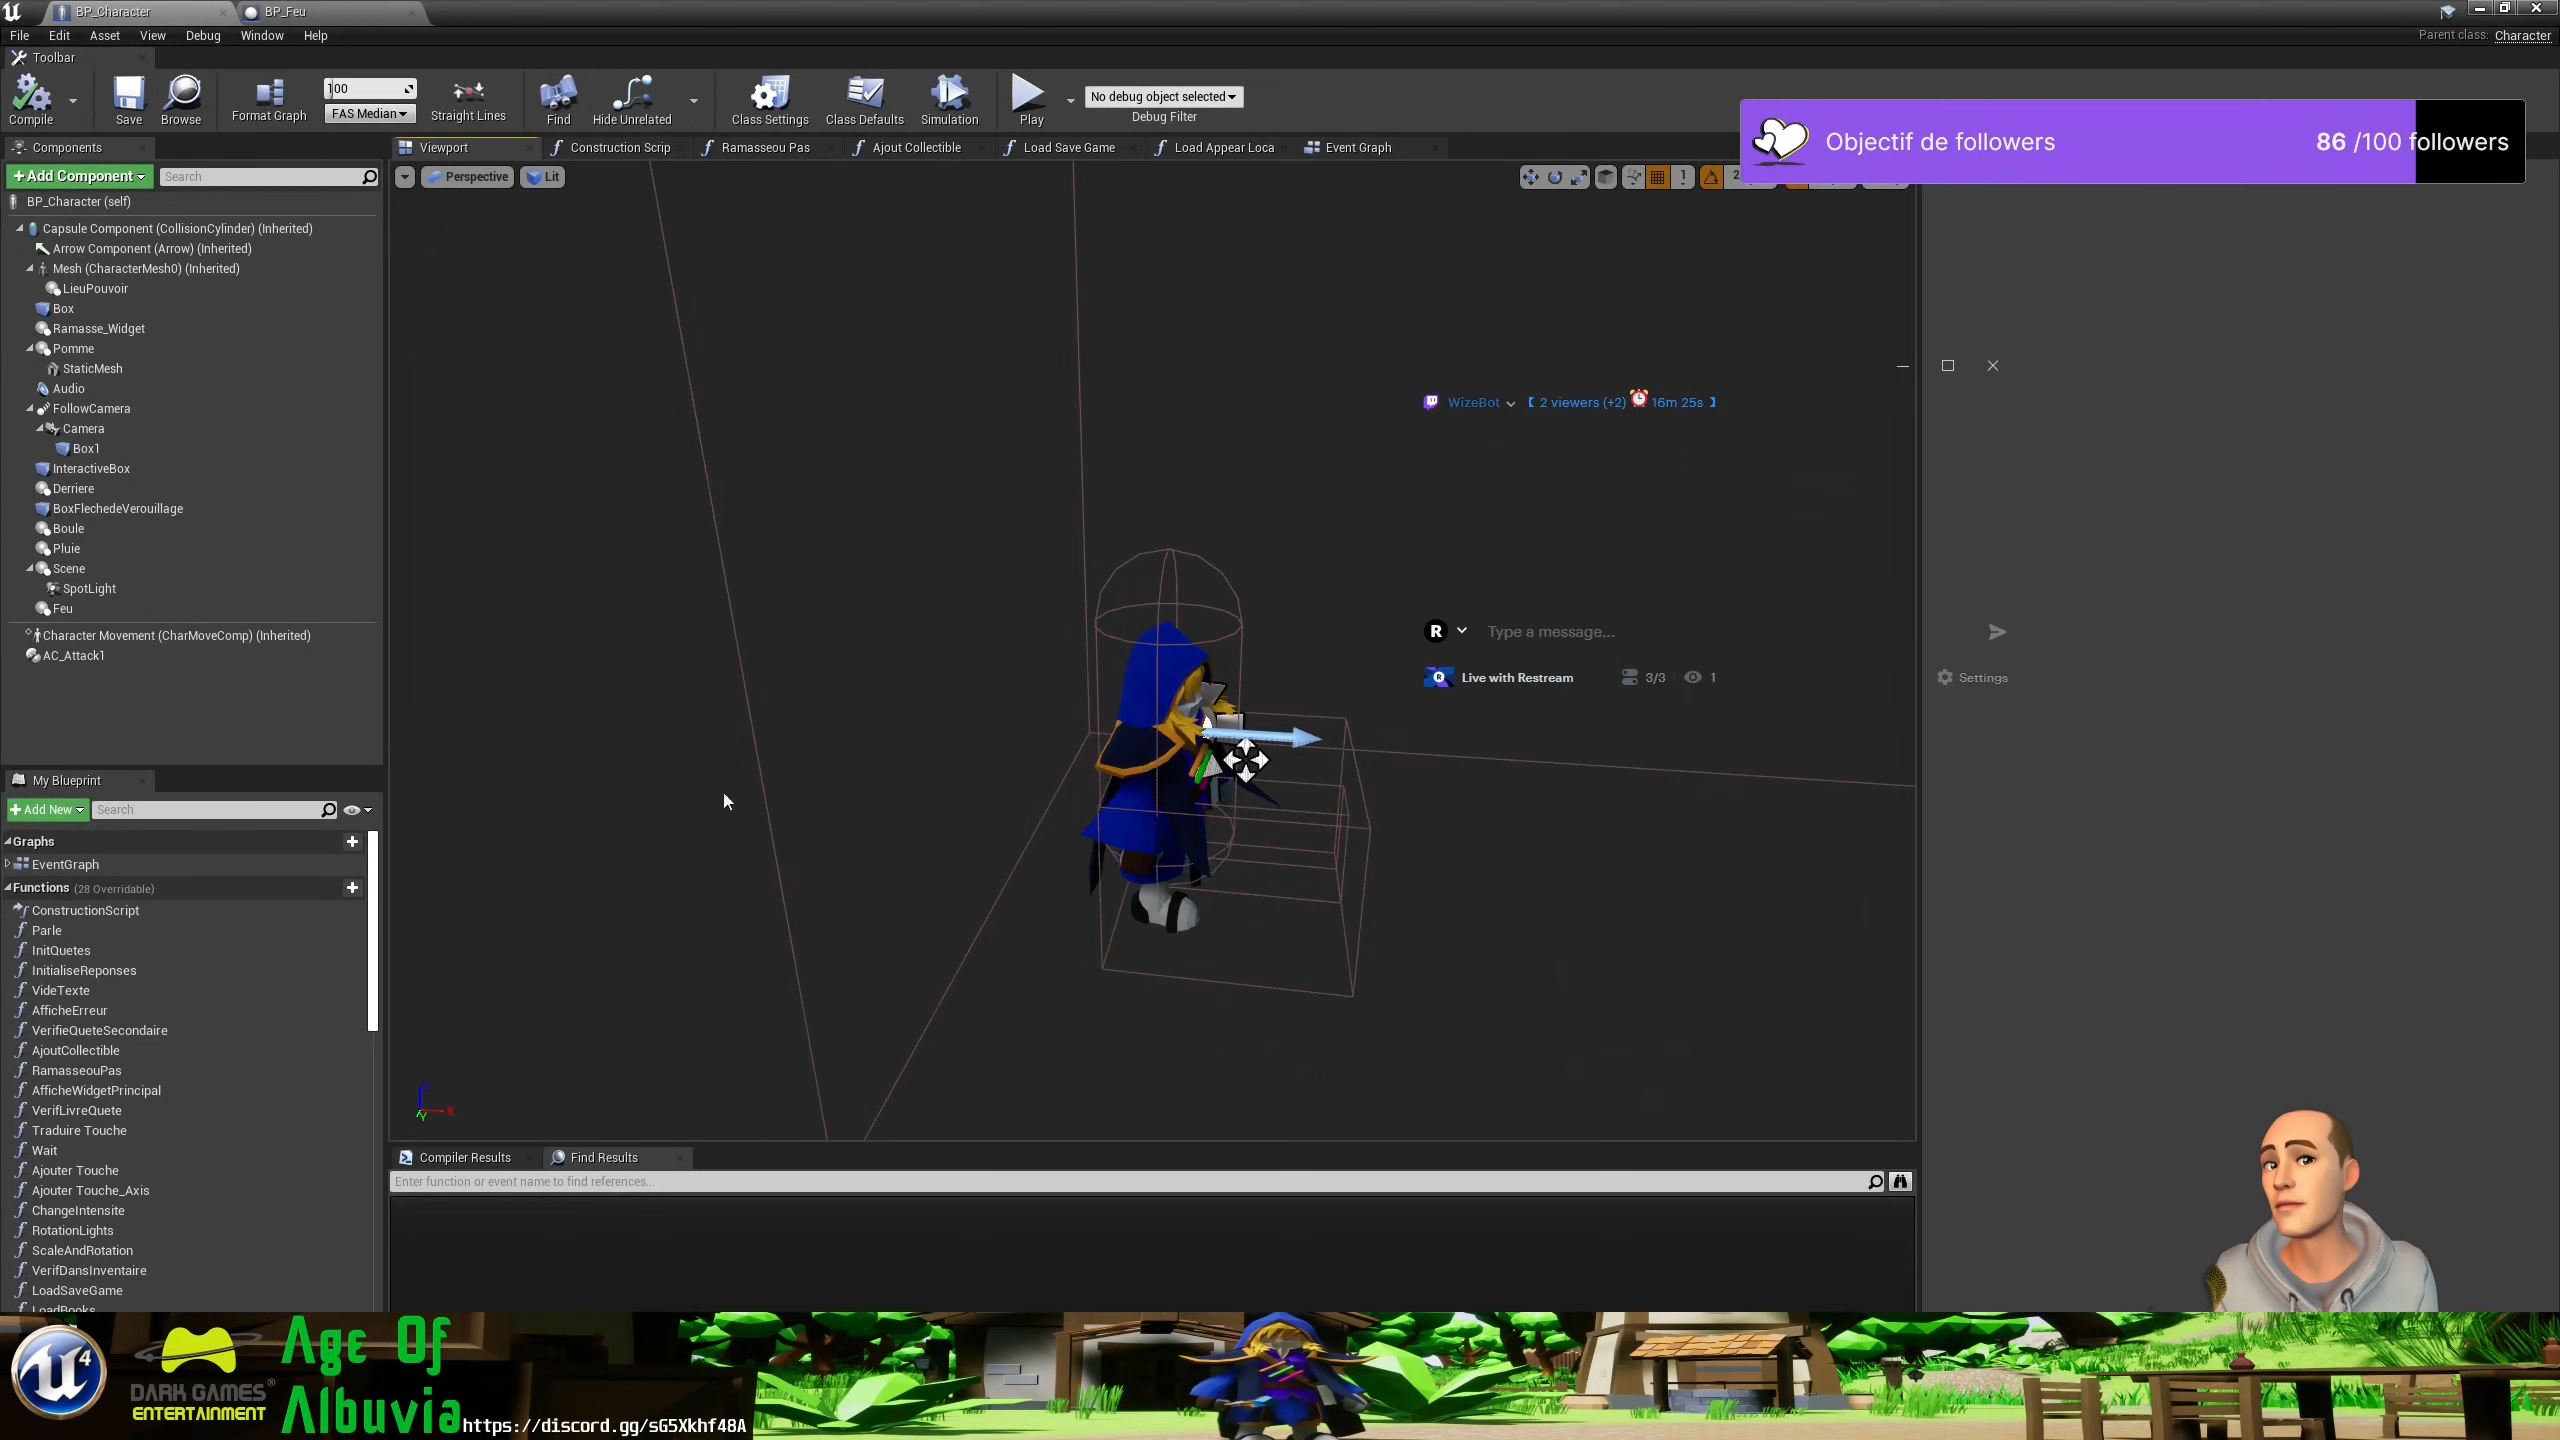 BP_Character
BP_Feu
File Edit Asset View Debug Window Help
Parent class: Character
Toolbar
Compile
Save
Browse
Format Graph
100
FAS Median
Straight Lines
Find
Hide Unrelated
Class Settings
Class Defaults
Simulation
Play
No debug object selected
Debug Filter
Objectif de followers
86 /100 followers
Components
+Add Component
Search
BP_Character (self)
Capsule Component (CollisionCylinder) (Inherited)
Arrow Component (Arrow) (Inherited)
Mesh (CharacterMesh0) (Inherited)
LieuPouvoir
Box
Ramasse_Widget
Pomme
StaticMesh
Audio
FollowCamera
Camera
Box1
InteractiveBox
Derriere
BoxFlechedeVerouillage
Boule
Pluie
Scene
SpotLight
Feu
Character Movement (CharMoveComp) (Inherited)
AC_Attack1
Viewport
Construction Scrip
Ramasseou Pas
Ajout Collectible
Load Save Game
Load Appear Loca
Event Graph
Perspective
Lit
1
2
WizeBot
【 2 viewers (+2) ⏰ 16m 25s 】
R
Type a message...
Live with Restream
3/3
1
Settings
X
Y
My Blueprint
+Add New
Search
Graphs
EventGraph
Functions (28 Overridable)
ConstructionScript
Parle
InitQuetes
InitialiseReponses
VideTexte
AfficheErreur
VerifieQueteSecondaire
AjoutCollectible
RamasseouPas
AfficheWidgetPrincipal
VerifLivreQuete
Traduire Touche
Wait
Ajouter Touche
Ajouter Touche_Axis
ChangeIntensite
RotationLights
ScaleAndRotation
VerifDansInventaire
LoadSaveGame
LoadBooks
Compiler Results
Find Results
Enter function or event name to find references...
4
DARK GAMES®
ENTERTAINMENT
Age Of
Albuvia
https://discord.gg/sG5Xkhf48A